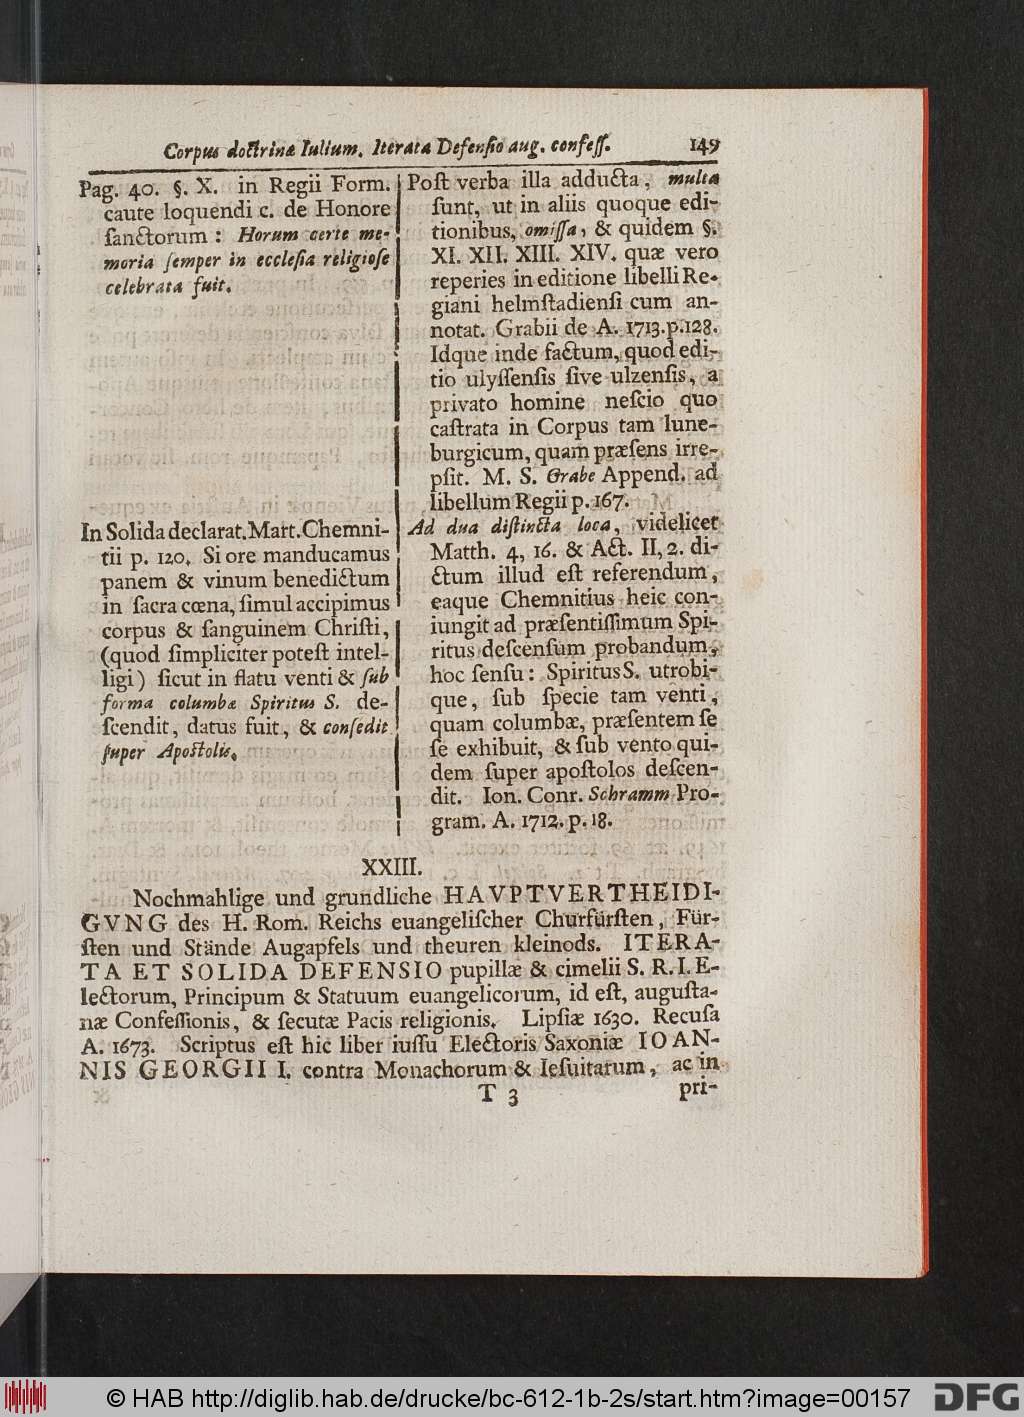 Corpus doctrinæ Iulium. Iterata Defensio aug. confess. 149
Pag. 40. §. X. in Regii Form.
caute loquendi c. de Honore
sanctorum : Horum certe me-
moria semper in ecclesia religiose
celebrata fuit.
In Solida declarat. Mart. Chemni-
tii p. 120. Si ore manducamus
panem & vinum benedictum
in sacra cœna, simul accipimus
corpus & sanguinem Christi,
(quod simpliciter potest intel-
ligi) sicut in flatu venti & sub
forma columbæ Spiritus S. de-
scendit, datus fuit, & consedit
super Apostolis.
Post verba illa adducta, multa
sunt, ut in aliis quoque edi-
tionibus, omissa, & quidem §.
XI. XII. XIII. XIV. quæ vero
reperies in editione libelli Re-
giani helmstadiensi cum an-
notat. Grabii de A. 1713. p. 128.
Idque inde factum, quod edi-
tio ulyssensis sive ulzensis, a
privato homine nescio quo
castrata in Corpus tam lune-
burgicum, quam præsens irre-
psit. M. S. Grabe Append. ad
libellum Regii p. 167.
Ad dua distincta loca, videlicet
Matth. 4, 16. & Act. II, 2. di-
ctum illud est referendum,
eaque Chemnitius heic con-
iungit ad præsentissimum Spi-
ritus descensum probandum,
hoc sensu: Spiritus S. utrobi-
que, sub specie tam venti,
quam columbæ, præsentem se
se exhibuit, & sub vento qui-
dem super apostolos descen-
dit. Ion. Conr. Schramm Pro-
gram. A. 1712. p. 18.
XXIII.
Nochmahlige und grundliche HAVPTVERTHEIDI-
GVNG des H. Rom. Reichs euangelischer Churfürsten, Für-
sten und Stände Augapfels und theuren kleinods. ITERA-
TA ET SOLIDA DEFENSIO pupillæ & cimelii S. R. I. E-
lectorum, Principum & Statuum euangelicorum, id est, augusta-
næ Confessionis, & secutæ Pacis religionis. Lipsiæ 1630. Recusa
A. 1673. Scriptus est hic liber iussu Electoris Saxoniæ IOAN-
NIS GEORGII I. contra Monachorum & Iesuitarum, ac in
T 3 pri-
© HAB http://diglib.hab.de/drucke/bc-612-1b-2s/start.htm?image=00157 DFG